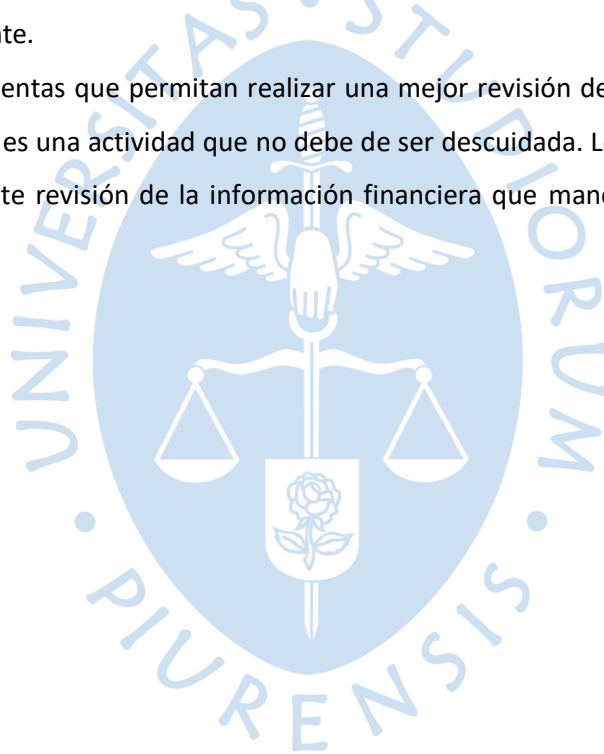 nte.
entas que permitan realizar una mejor revisión de
es una actividad que no debe de ser descuidada. L
te revisión de la información financiera que man
UNIVERSITAS • STUDIORUM • PIURENSIS •